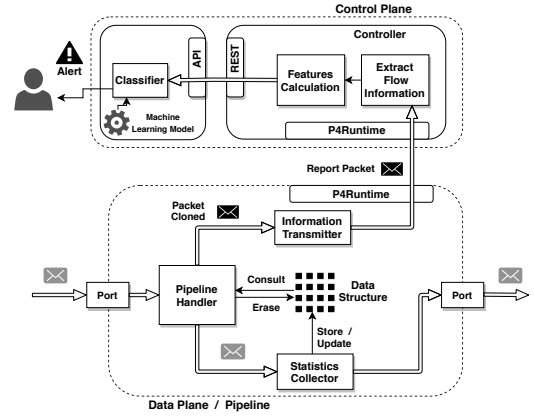 Control Plane
Controller
Alert
Classifier
API
REST
Features
Calculation
Extract
Flow
Information
Machine
Learning Model
P4Runtime
Report Packet
P4Runtime
Packet
Cloned
Information
Transmitter
Port
Pipeline
Handler
Consult
Erase
Data
Structure
Port
Store /
Update
Statistics
Collector
Data Plane / Pipeline